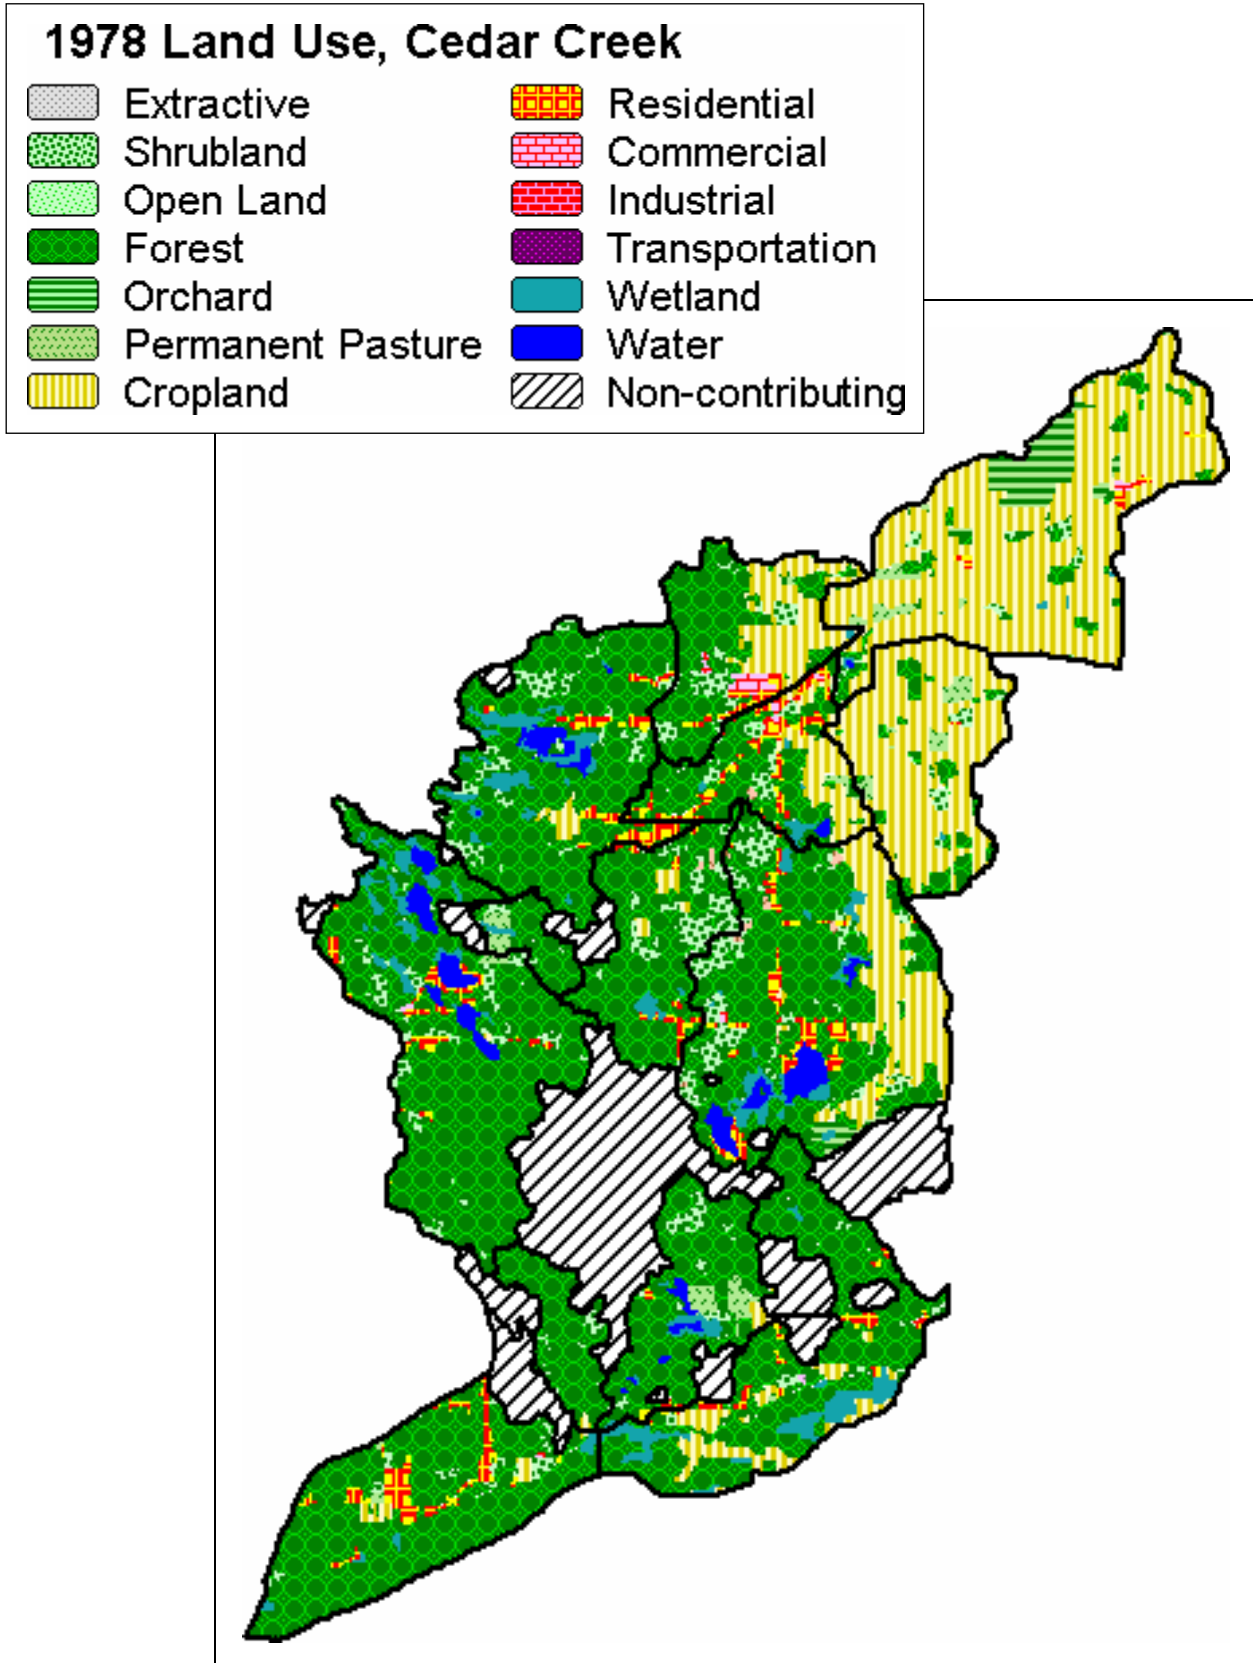 1978 Land Use, Cedar Creek
Extractive
Shrubland
Open Land
Forest
Orchard
Permanent Pasture
Cropland
Residential
Commercial
Industrial
Transportation
Wetland
Water
Non-contributing